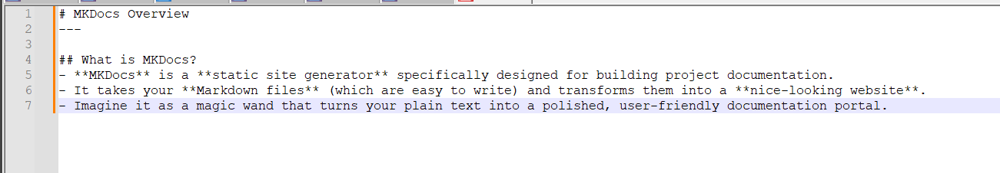 1 # MKDocs Overview
2 ---
3
4 ## What is MKDocs?
5 - **MKDocs** is a **static site generator** specifically designed for building project documentation.
6 - It takes your **Markdown files** (which are easy to write) and transforms them into a **nice-looking website**.
7 - Imagine it as a magic wand that turns your plain text into a polished, user-friendly documentation portal.